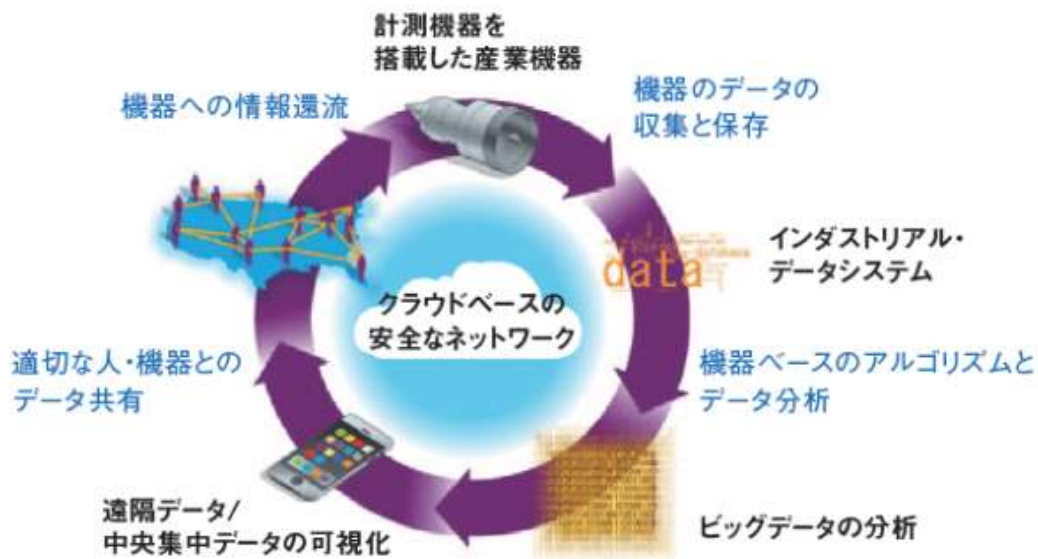 計測機器を
搭載した産業機器
機器のデータの
収集と保存
インダストリアル・
データシステム
data
機器ベースのアルゴリズムと
データ分析
ビッグデータの分析
遠隔データ/
中央集中データの可視化
適切な人・機器との
データ共有
機器への情報還流
クラウドベースの
安全なネットワーク